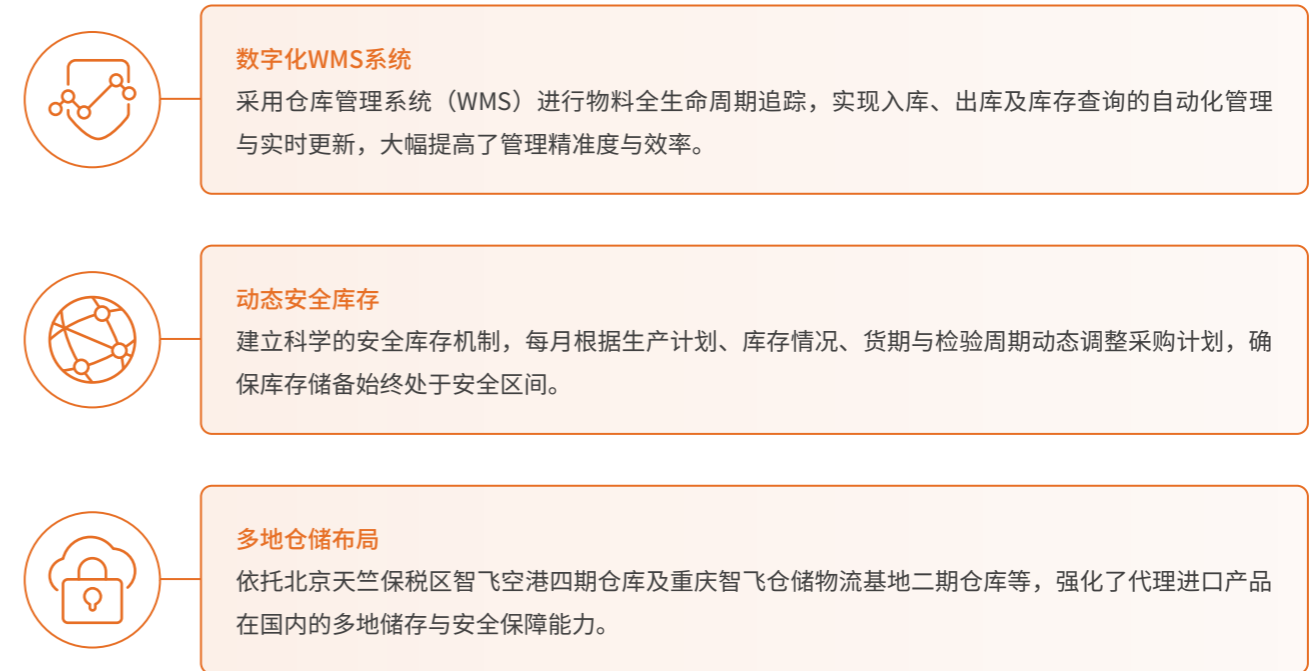 数字化WMS系统
采用仓库管理系统（WMS）进行物料全生命周期追踪，实现入库、出库及库存查询的自动化管理
与实时更新，大幅提高了管理精准度与效率。
动态安全库存
建立科学的安全库存机制，每月根据生产计划、库存情况、货期与检验周期动态调整采购计划，确
保库存储备始终处于安全区间。
多地仓储布局
依托北京天竺保税区智飞空港四期仓库及重庆智飞仓储物流基地二期仓库等，强化了代理进口产品
在国内的多地储存与安全保障能力。